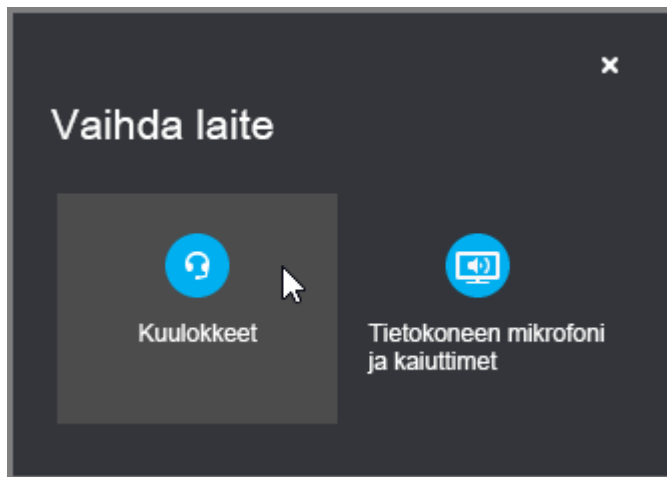 Vaihda laite
Kuulokkeet
Tietokoneen mikrofoni
ja kaiuttimet